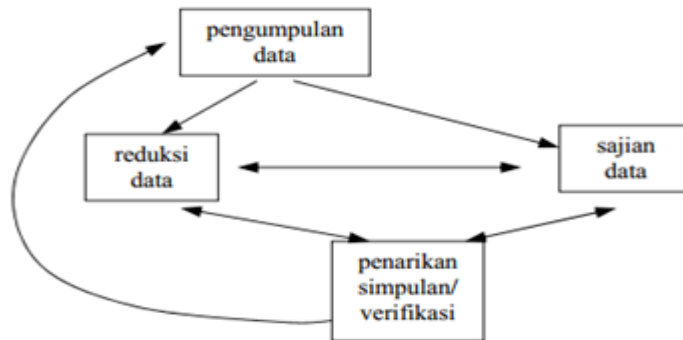 pengumpulan
data
reduksi
data
sajian
data
penarikan
simpulan/
verifikasi